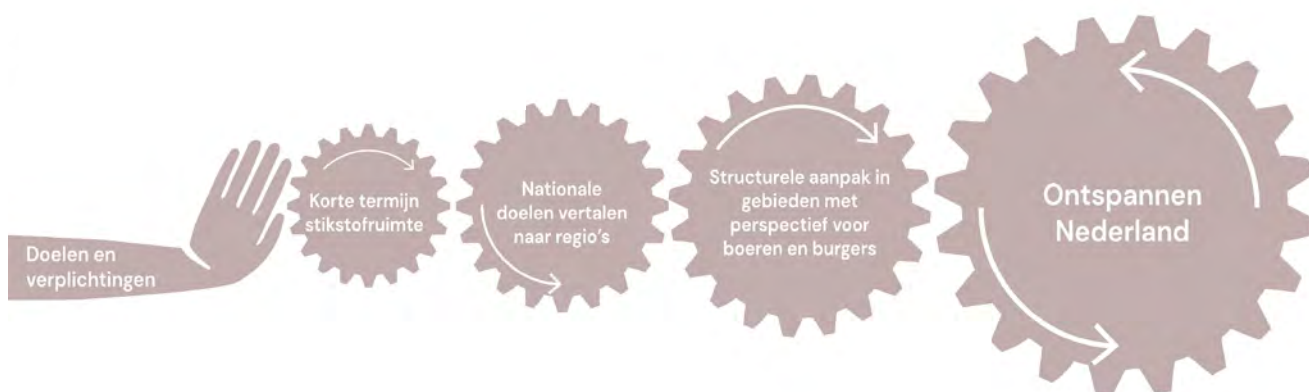 Doelen en
verplichtingen
Korte termijn
stikstofruimte
Nationale
doelen vertalen
naar regio's
Structurele aanpak in
gebieden met
perspectief voor
boeren en burgers
Ontspannen
Nederland